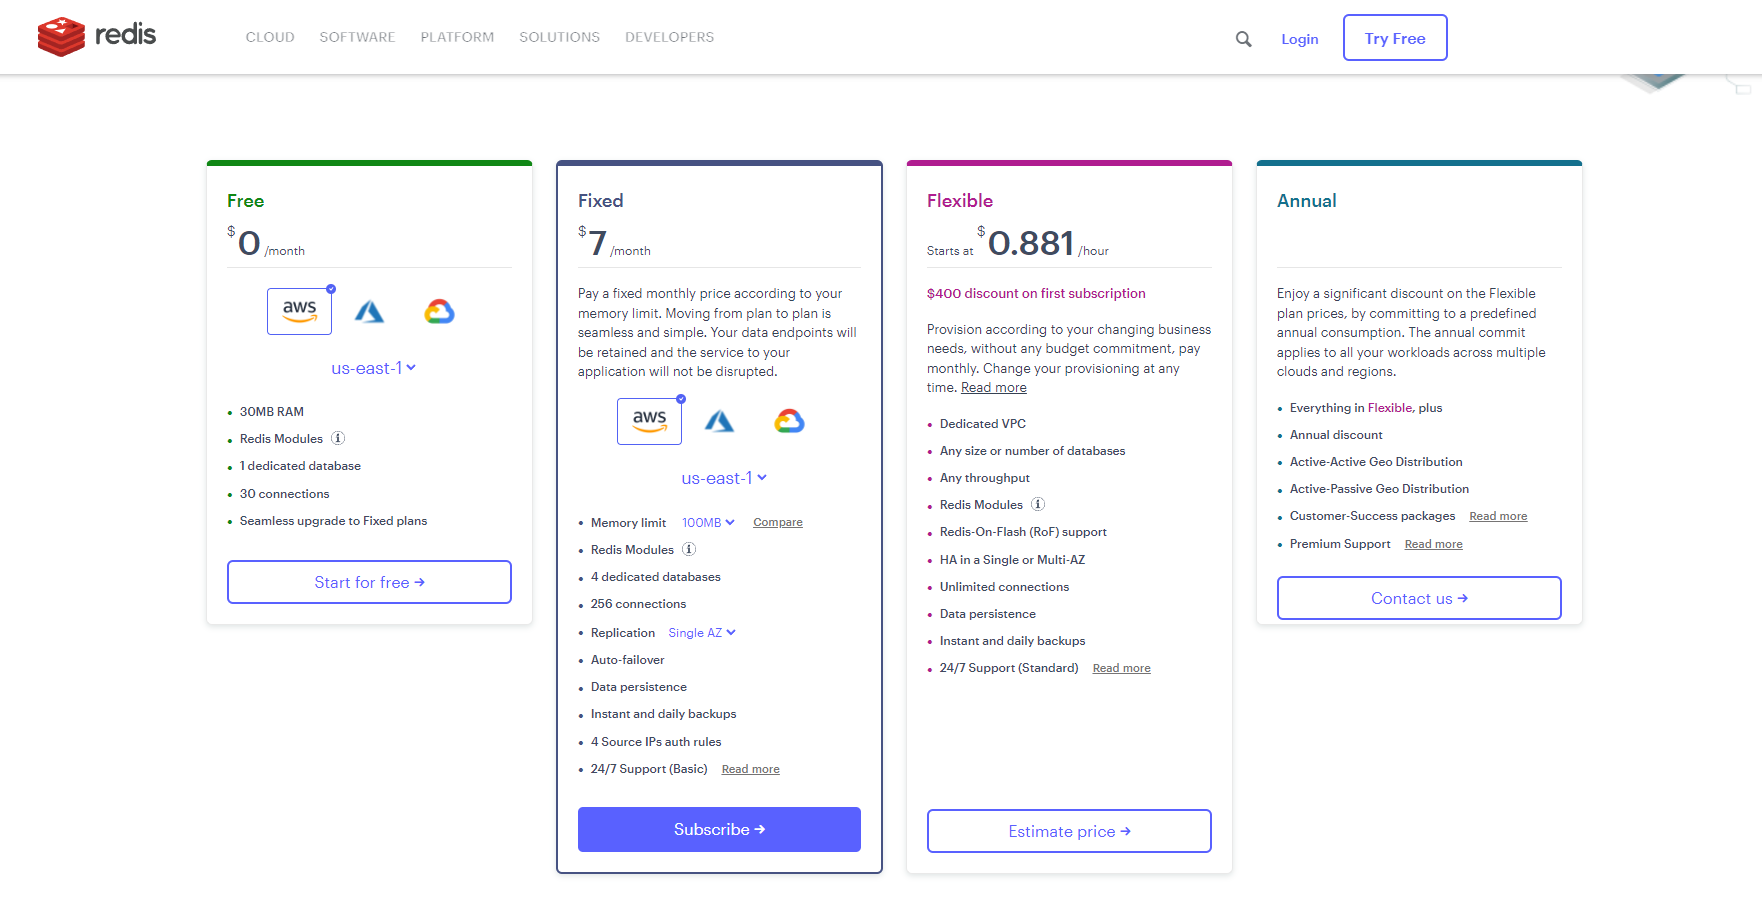 redis
CLOUD SOFTWARE PLATFORM SOLUTIONS DEVELOPERS
Login
Try Free
Free
$0/month
aws
us-east-1
30MB RAM
Redis Modules
1 dedicated database
30 connections
Seamless upgrade to Fixed plans
Start for free →
Fixed
$7/month
Pay a fixed monthly price according to your
memory limit. Moving from plan to plan is
seamless and simple. Your data endpoints will
be retained and the service to your
application will not be disrupted.
aws
us-east-1
Memory limit 100MB Compare
Redis Modules
4 dedicated databases
256 connections
Replication Single AZ
Auto-failover
Data persistence
Instant and daily backups
4 Source IPs auth rules
24/7 Support (Basic) Read more
Subscribe →
Flexible
Starts at $0.881/hour
$400 discount on first subscription
Provision according to your changing business
needs, without any budget commitment, pay
monthly. Change your provisioning at any
time. Read more
Dedicated VPC
Any size or number of databases
Any throughput
Redis Modules
Redis-On-Flash (RoF) support
HA in a Single or Multi-AZ
Unlimited connections
Data persistence
Instant and daily backups
24/7 Support (Standard) Read more
Estimate price →
Annual
Enjoy a significant discount on the Flexible
plan prices, by committing to a predefined
annual consumption. The annual commit
applies to all your workloads across multiple
clouds and regions.
Everything in Flexible, plus
Annual discount
Active-Active Geo Distribution
Active-Passive Geo Distribution
Customer-Success packages Read more
Premium Support Read more
Contact us →